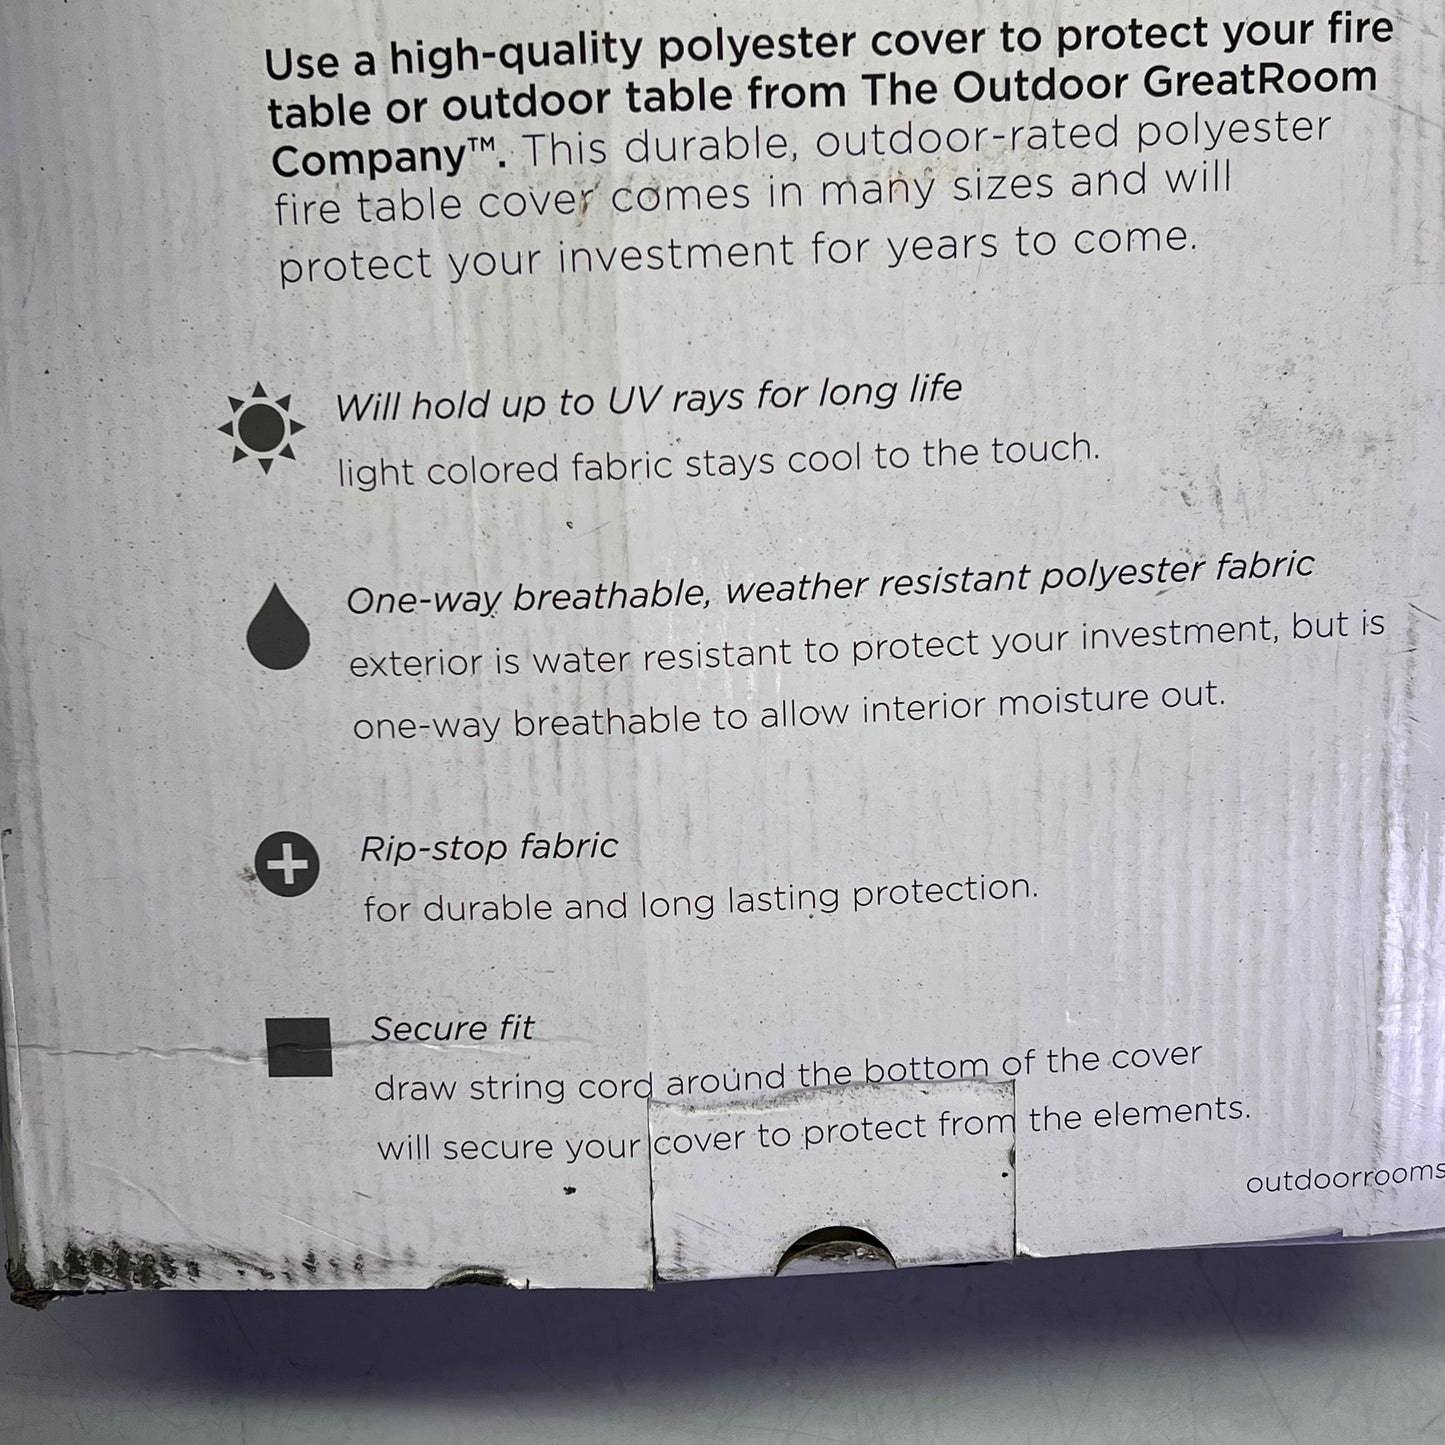 Use a high-quality polyester cover to protect your fire
table or outdoor table from The Outdoor GreatRoom
Company™. This durable, outdoor-rated polyester
fire table cover comes in many sizes and will
protect your investment for years to come.
Will hold up to UV rays for long life
light colored fabric stays cool to the touch.
One-way breathable, weather resistant polyester fabric
exterior is water resistant to protect your investment, but is
one-way breathable to allow interior moisture out.
Rip-stop fabric
for durable and long lasting protection.
Secure fit
draw string cord around the bottom of the cover
will secure your cover to protect from the elements.
outdoorrooms